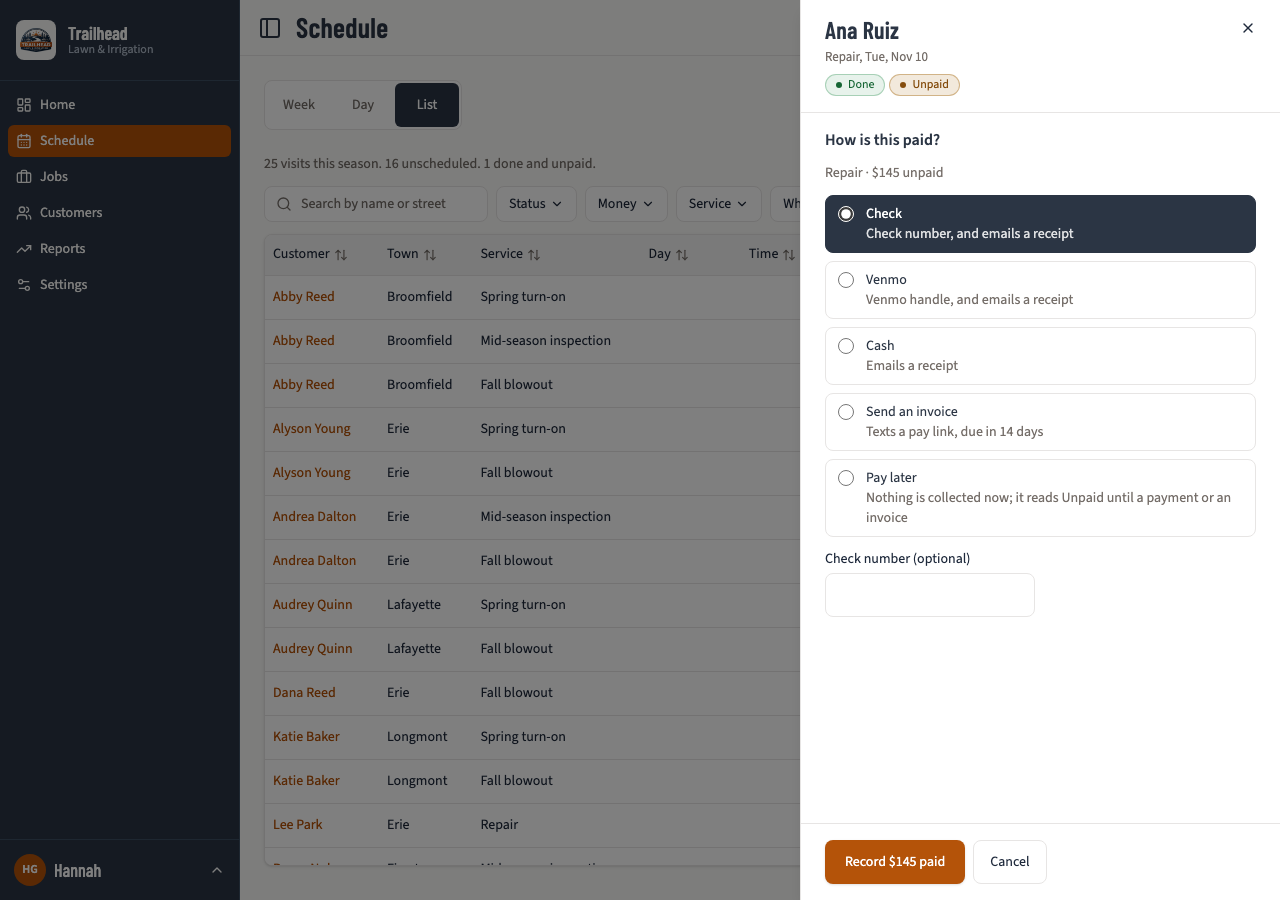 TRAILHEAD
Trailhead
Lawn & Irrigation
Home
Schedule
Jobs
Customers
Reports
Settings
HG Hannah
Schedule
Week Day List
25 visits this season. 16 unscheduled. 1 done and unpaid.
Search by name or street Status Money Service Wh
Customer Town Service Day Time
Abby Reed Broomfield Spring turn-on
Abby Reed Broomfield Mid-season inspection
Abby Reed Broomfield Fall blowout
Alyson Young Erie Spring turn-on
Alyson Young Erie Fall blowout
Andrea Dalton Erie Mid-season inspection
Andrea Dalton Erie Fall blowout
Audrey Quinn Lafayette Spring turn-on
Audrey Quinn Lafayette Fall blowout
Dana Reed Erie Fall blowout
Katie Baker Longmont Spring turn-on
Katie Baker Longmont Fall blowout
Lee Park Erie Repair
Ana Ruiz
Repair, Tue, Nov 10
Done Unpaid
How is this paid?
Repair · $145 unpaid
Check
Check number, and emails a receipt
Venmo
Venmo handle, and emails a receipt
Cash
Emails a receipt
Send an invoice
Texts a pay link, due in 14 days
Pay later
Nothing is collected now; it reads Unpaid until a payment or an
invoice
Check number (optional)
Record $145 paid Cancel